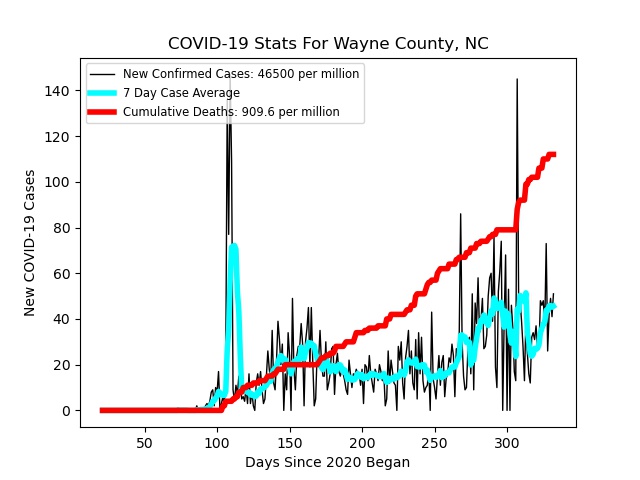 COVID-19 Stats For Wayne County, NC
New Confirmed Cases: 46500 per million
7 Day Case Average
Cumulative Deaths: 909.6 per million
New COVID-19 Cases
140
120
100
80
60
40
20
0
50 100 150 200 250 300
Days Since 2020 Began